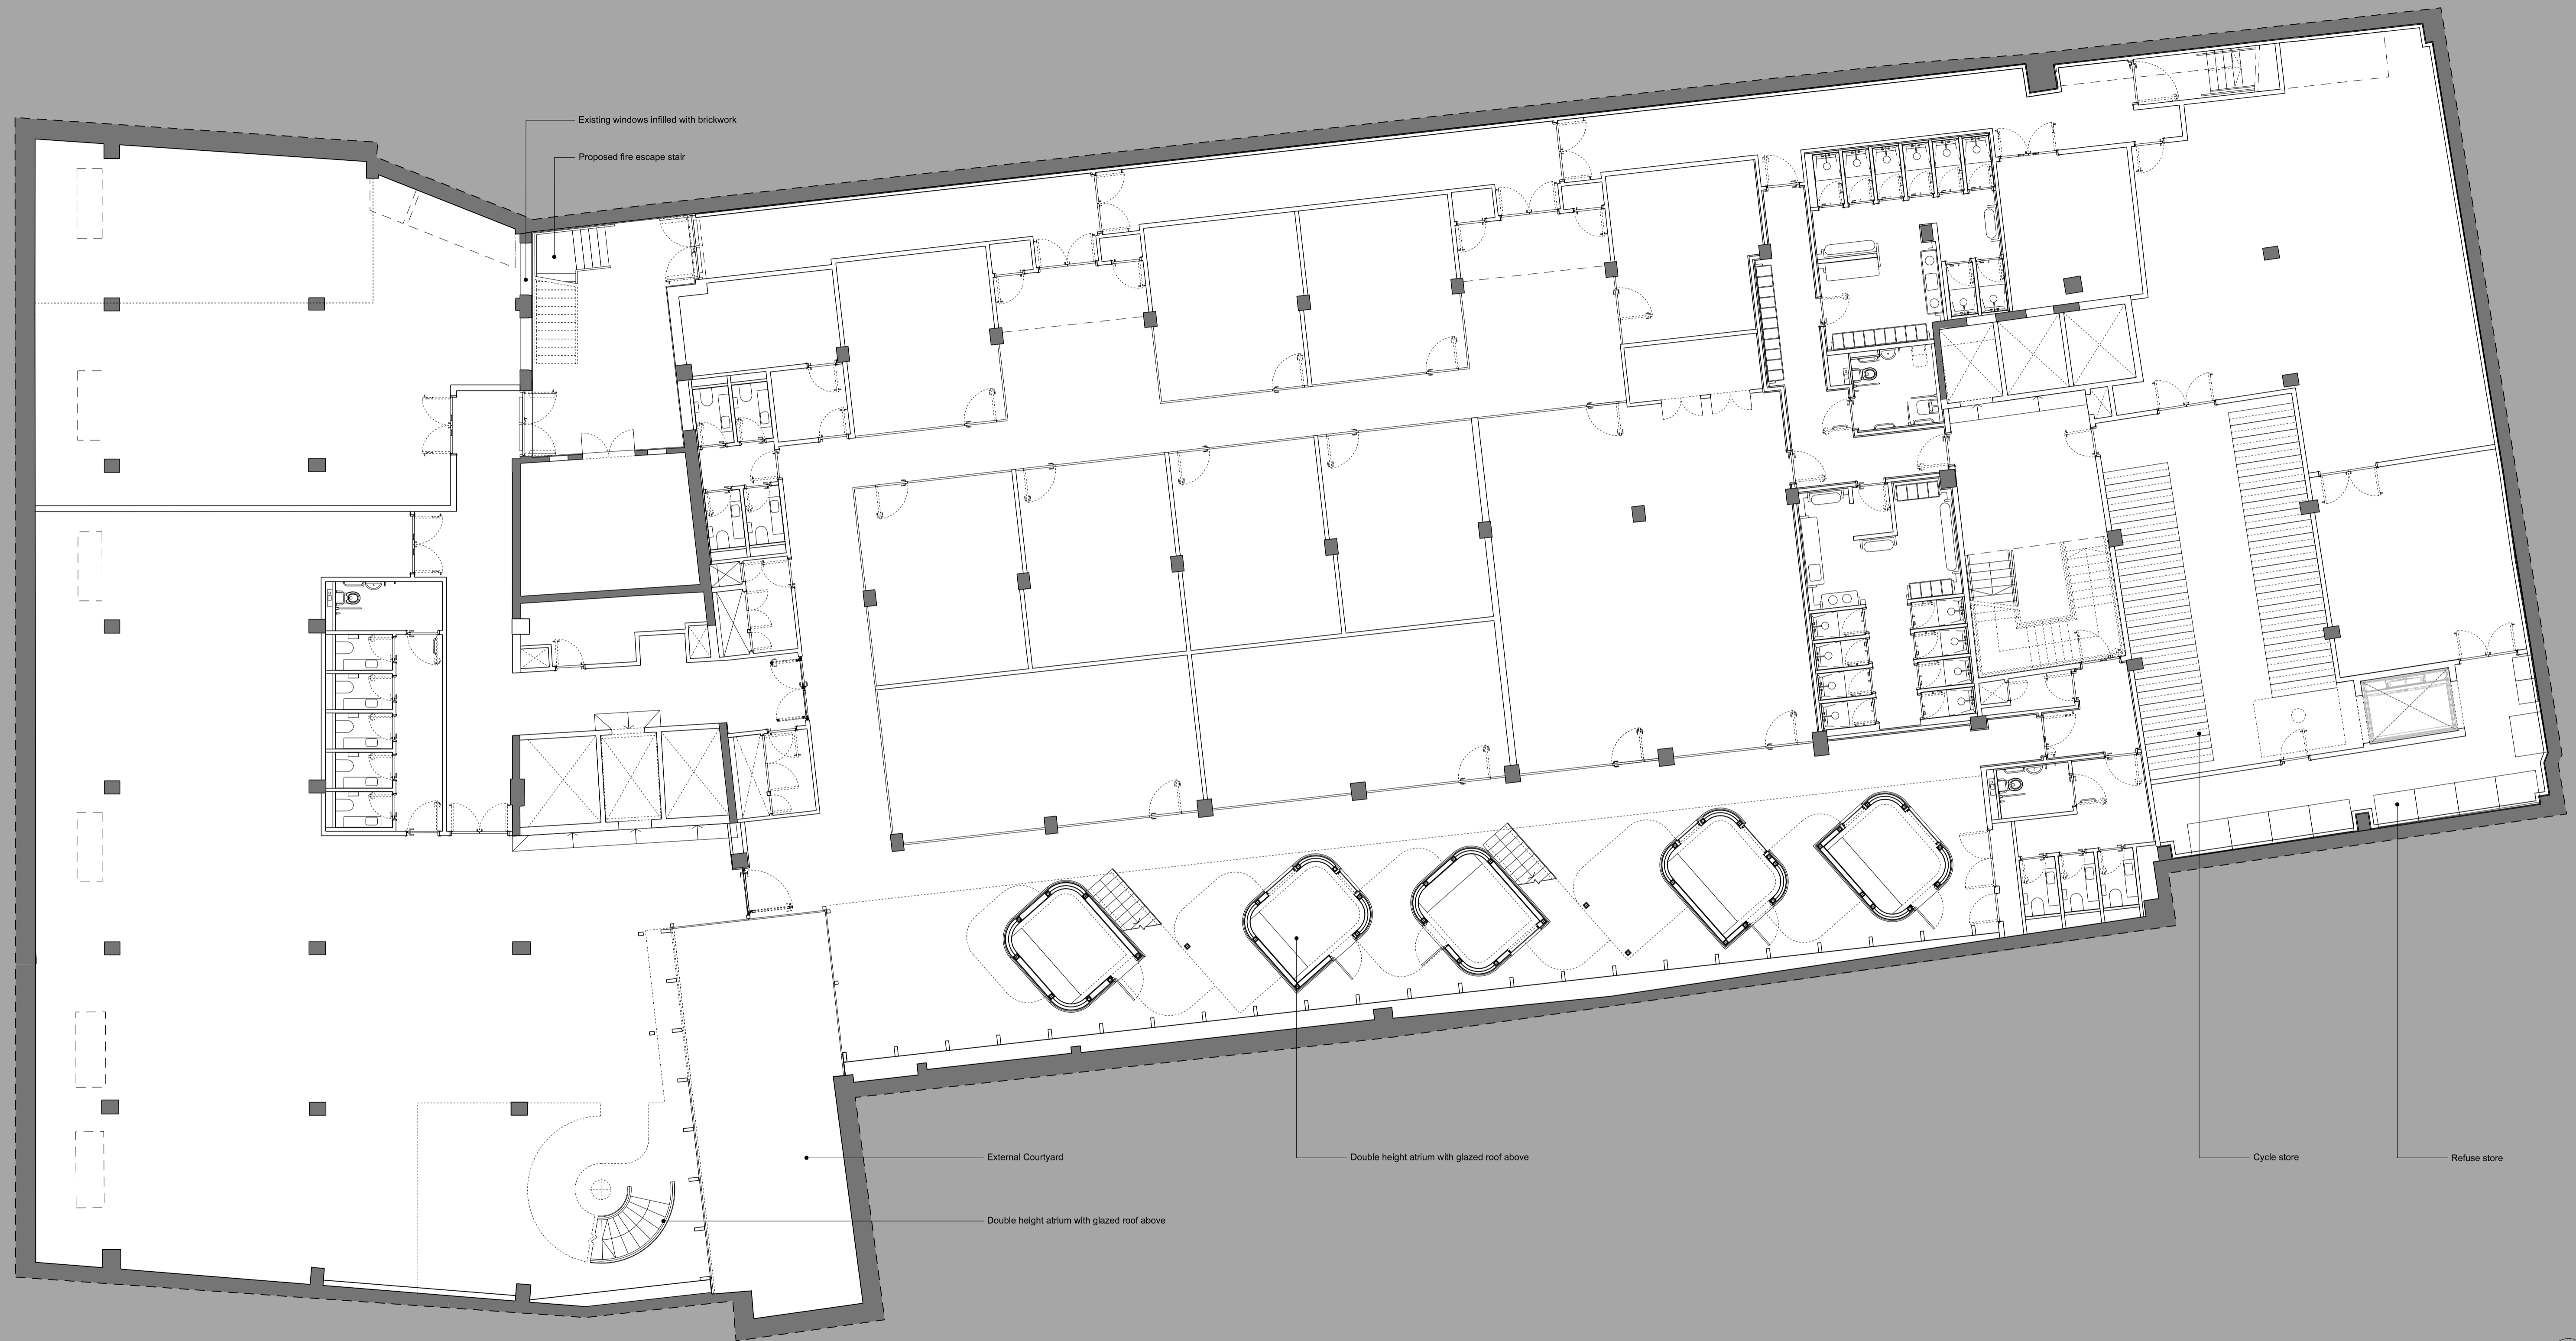 Existing windows infilled with brickwork
Proposed fire escape stair
External Courtyard
Double height atrium with glazed roof above
Cycle store
Refuse store
Double height atrium with glazed roof above